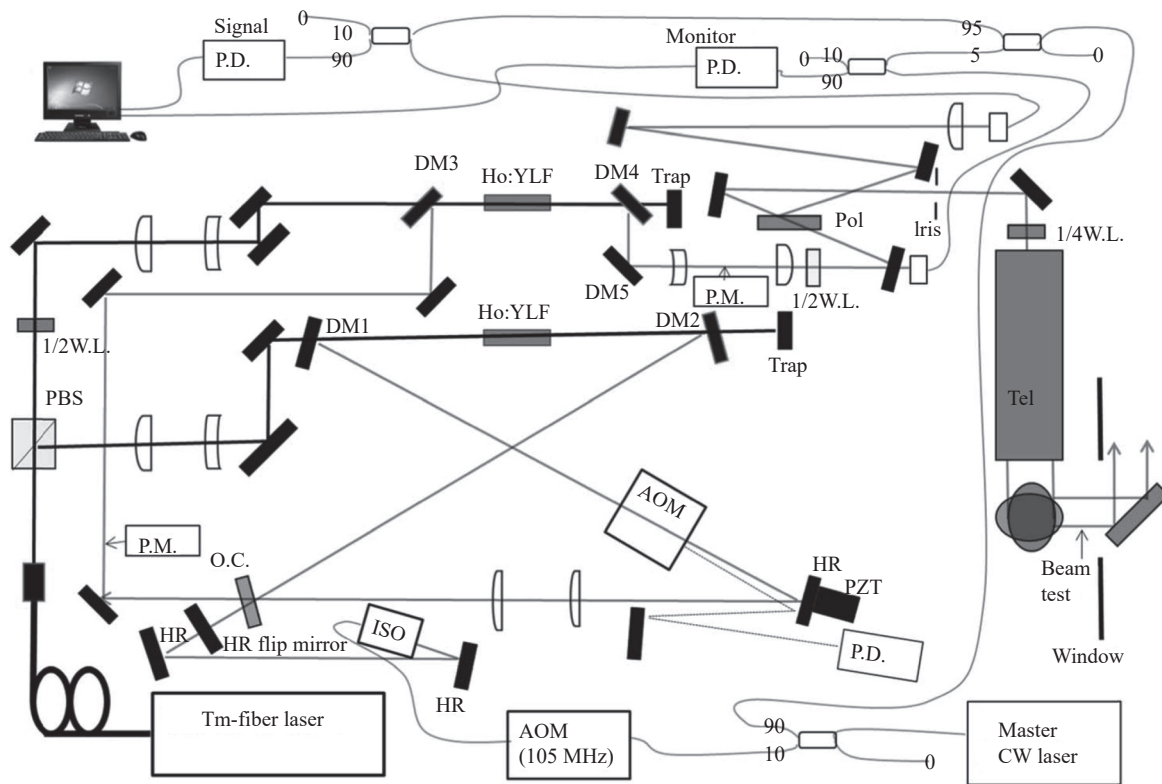 0
Signal
10
P.D.
90
Monitor
P.D.
0
10
90
95
5
0
DM3
Ho:YLF
DM4
Trap
Pol
Iris
1/4W.L.
DM5
P.M.
1/2W.L.
1/2W.L.
DM1
Ho:YLF
DM2
Trap
PBS
Tel
AOM
P.M.
O.C.
HR
PZT
Beam
test
HR
HR flip mirror
ISO
P.D.
Window
HR
Tm-fiber laser
AOM
(105 MHz)
90
10
0
Master
CW laser